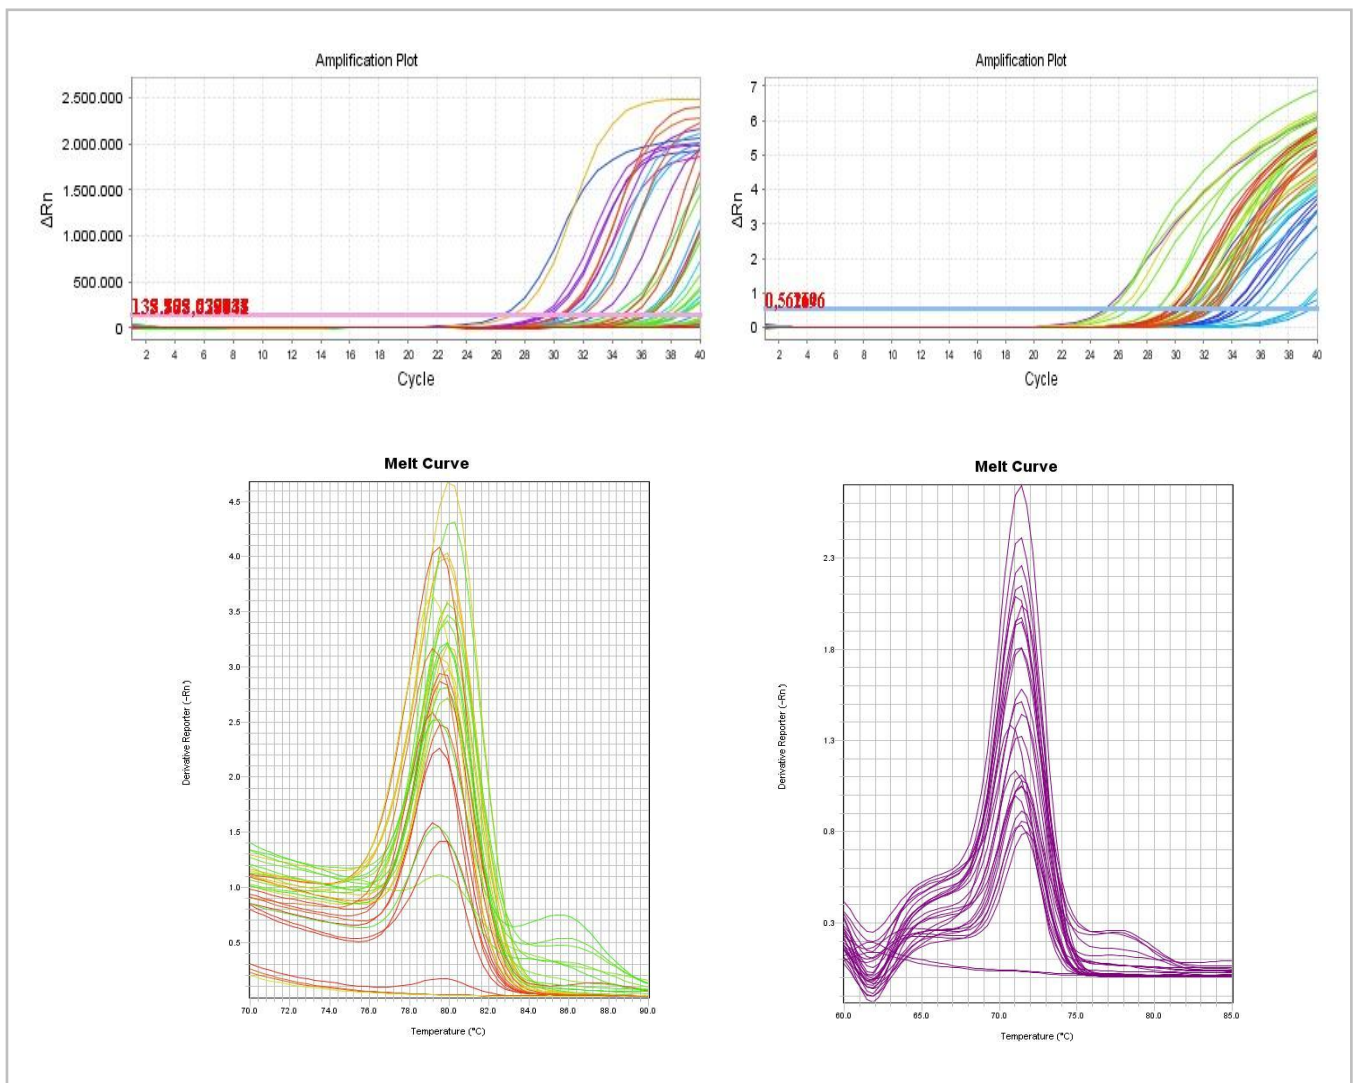 Amplification Plot
ΔRn
2.500.000
2.000.000
1.500.000
1.000.000
500.000
0
2 4 6 8 10 12 14 16 18 20 22 24 26 28 30 32 34 36 38 40
Cycle
Amplification Plot
ΔRn
7
6
5
4
3
2
1
0
2 4 6 8 10 12 14 16 18 20 22 24 26 28 30 32 34 36 38 40
Cycle
Melt Curve
Derivative Reporter (-Rn')
4.5
4.0
3.5
3.0
2.5
2.0
1.5
1.0
0.5
70.0 72.0 74.0 76.0 78.0 80.0 82.0 84.0 86.0 88.0 90.0
Temperature (°C)
Melt Curve
Derivative Reporter (-Rn')
2.3
1.8
1.3
0.8
0.3
60.0 65.0 70.0 75.0 80.0 85.0
Temperature (°C)